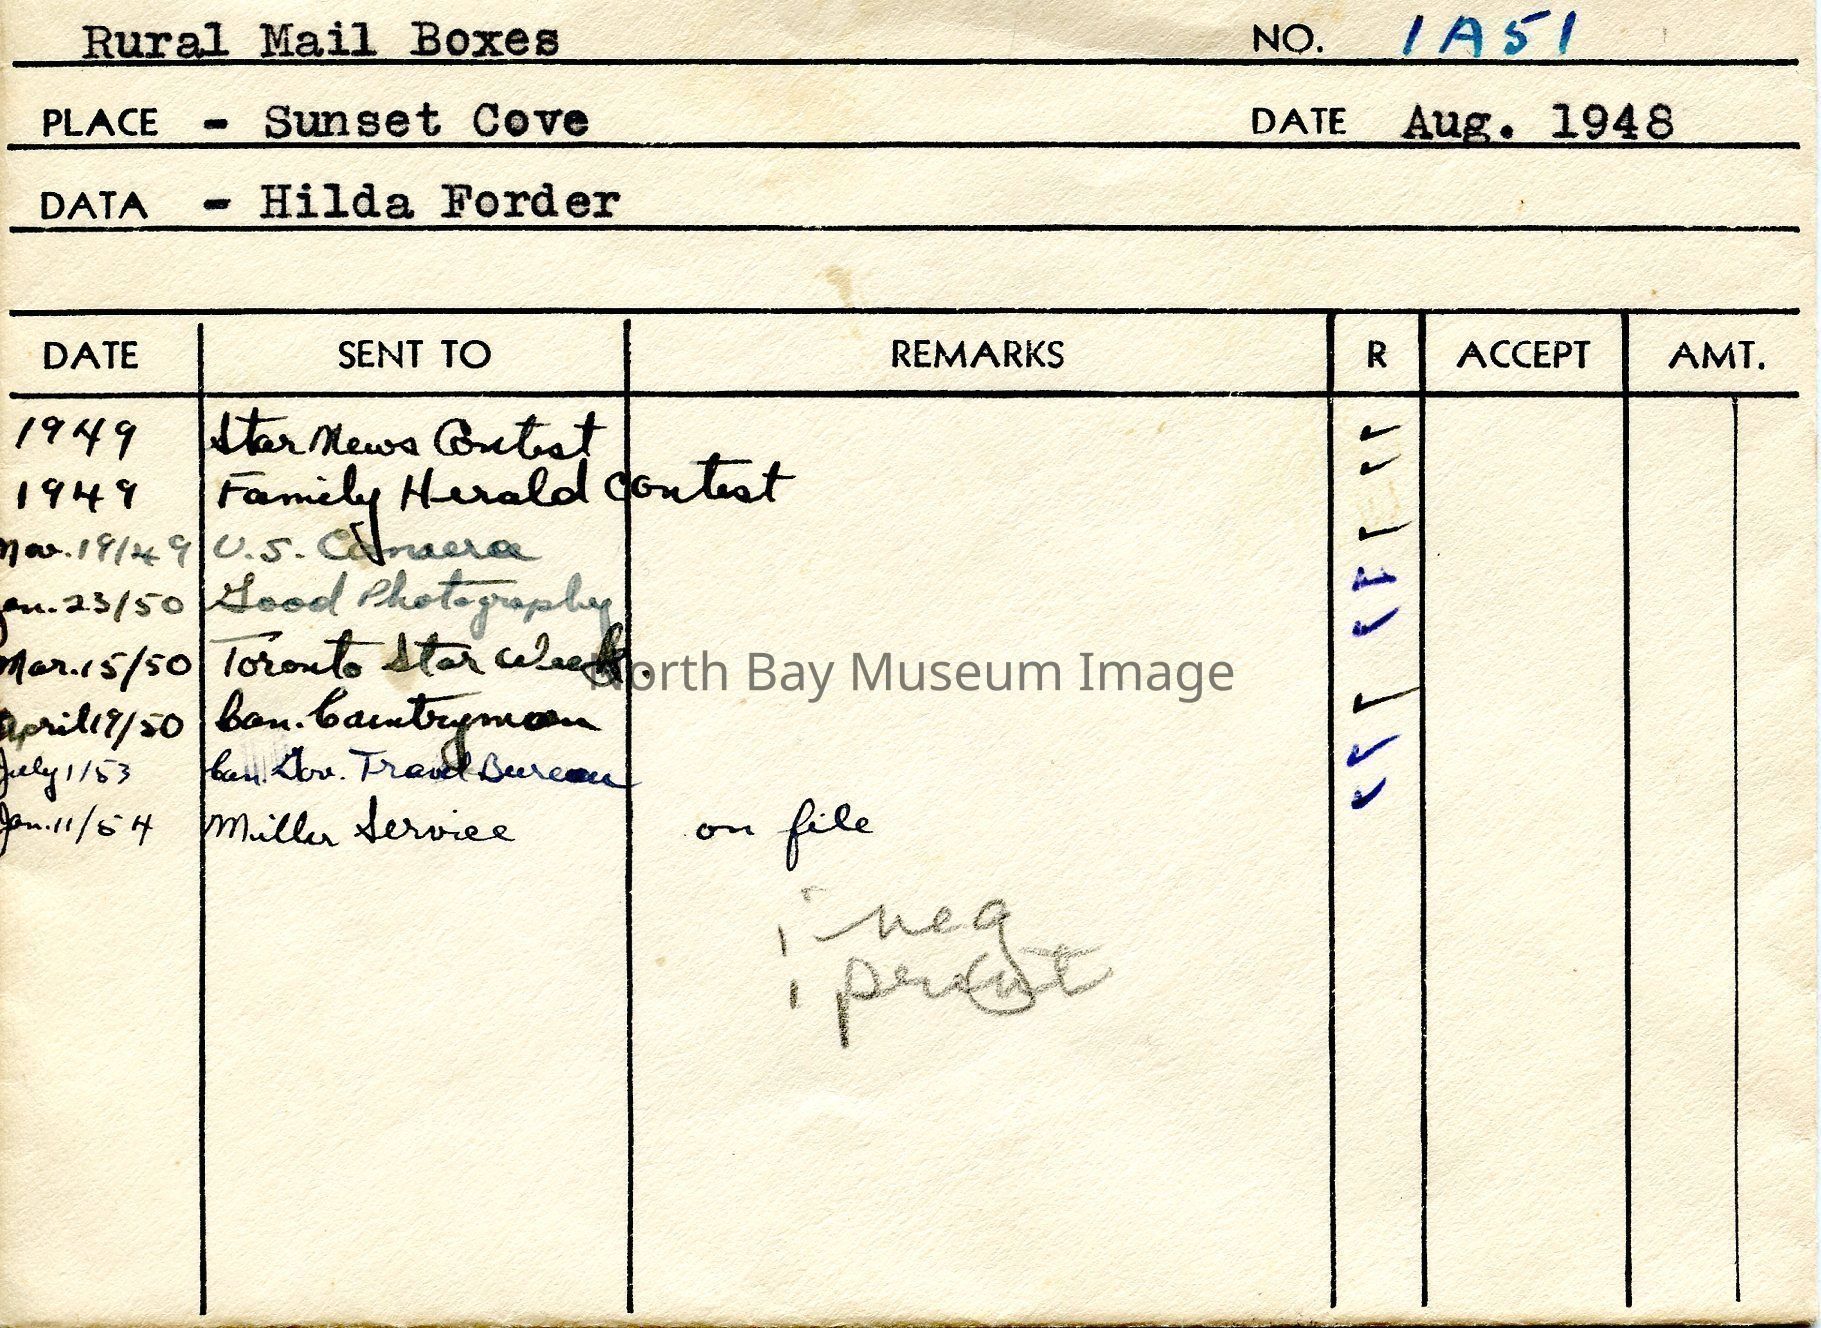 Rural Mail Boxes NO. 1A51
PLACE - Sunset Cove DATE Aug. 1948
DATA - Hilda Forder
DATE SENT TO REMARKS R ACCEPT AMT.
1949 Star News Contest ✓
1949 Family Herald Contest ✓
Nov.19/49 U.S. Camera ✓
Jan.23/50 Good Photography ✓
Mar.15/50 Toronto Star Week. ✓
North Bay Museum Image
April 19/50 Can. Countryman ✓
July 1/53 Can. Gov. Travel Bureau ✓
Jan.11/54 Miller Service on file ✓
1 neg
1 print